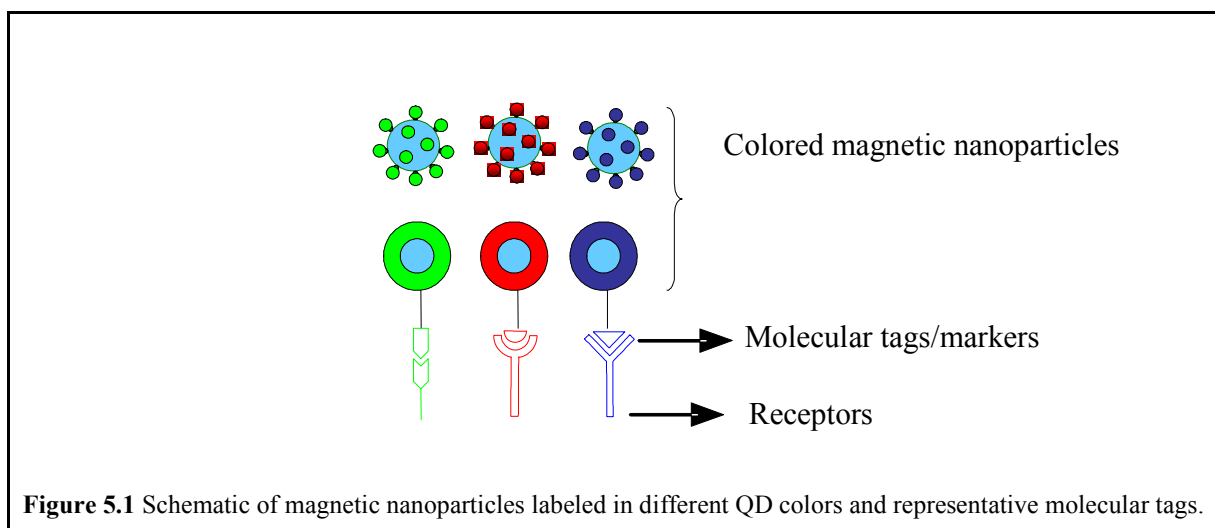 Colored magnetic nanoparticles
Molecular tags/markers
Receptors
Figure 5.1 Schematic of magnetic nanoparticles labeled in different QD colors and representative molecular tags.